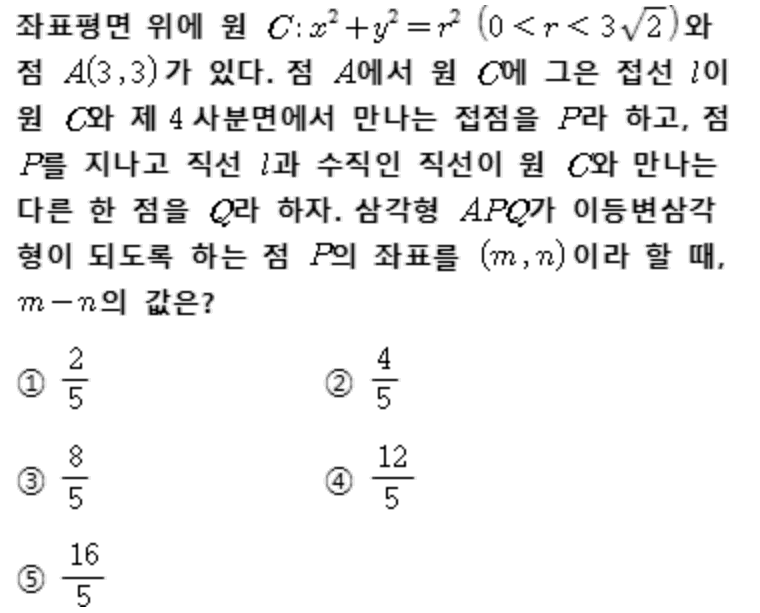 좌표평면 위에 원 C: x² + y² = r² (0 < r < 3√2)와
점 A(3, 3)가 있다. 점 A에서 원 C에 그은 접선 l이
원 C와 제 4 사분면에서 만나는 접점을 P라 하고, 점
P를 지나고 직선 l과 수직인 직선이 원 C와 만나는
다른 한 점을 Q라 하자. 삼각형 APQ가 이등변삼각
형이 되도록 하는 점 P의 좌표를 (m, n)이라 할 때,
m-n의 값은?
① 2/5 ② 4/5
③ 8/5 ④ 12/5
⑤ 16/5